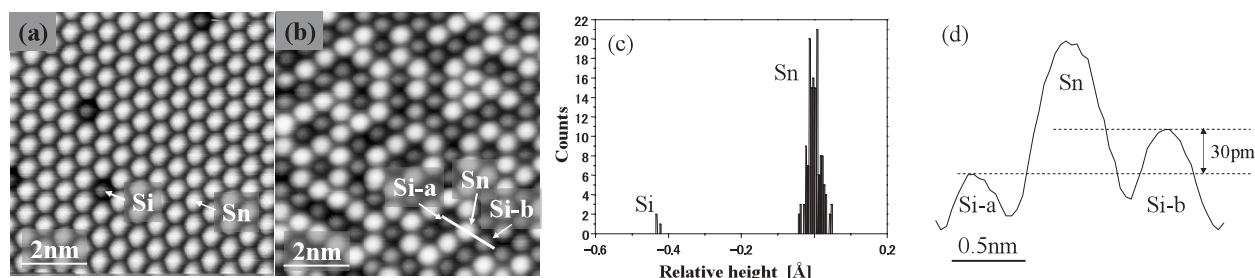 (a)
Si
Sn
2nm
(b)
Si-a
Sn
Si-b
2nm
(c)
Counts
22
20
18
16
14
12
10
8
6
4
2
0
Si
Sn
−0.6
−0.4
−0.2
0
0.2
Relative height [Å]
(d)
Sn
30pm
Si-a
Si-b
0.5nm